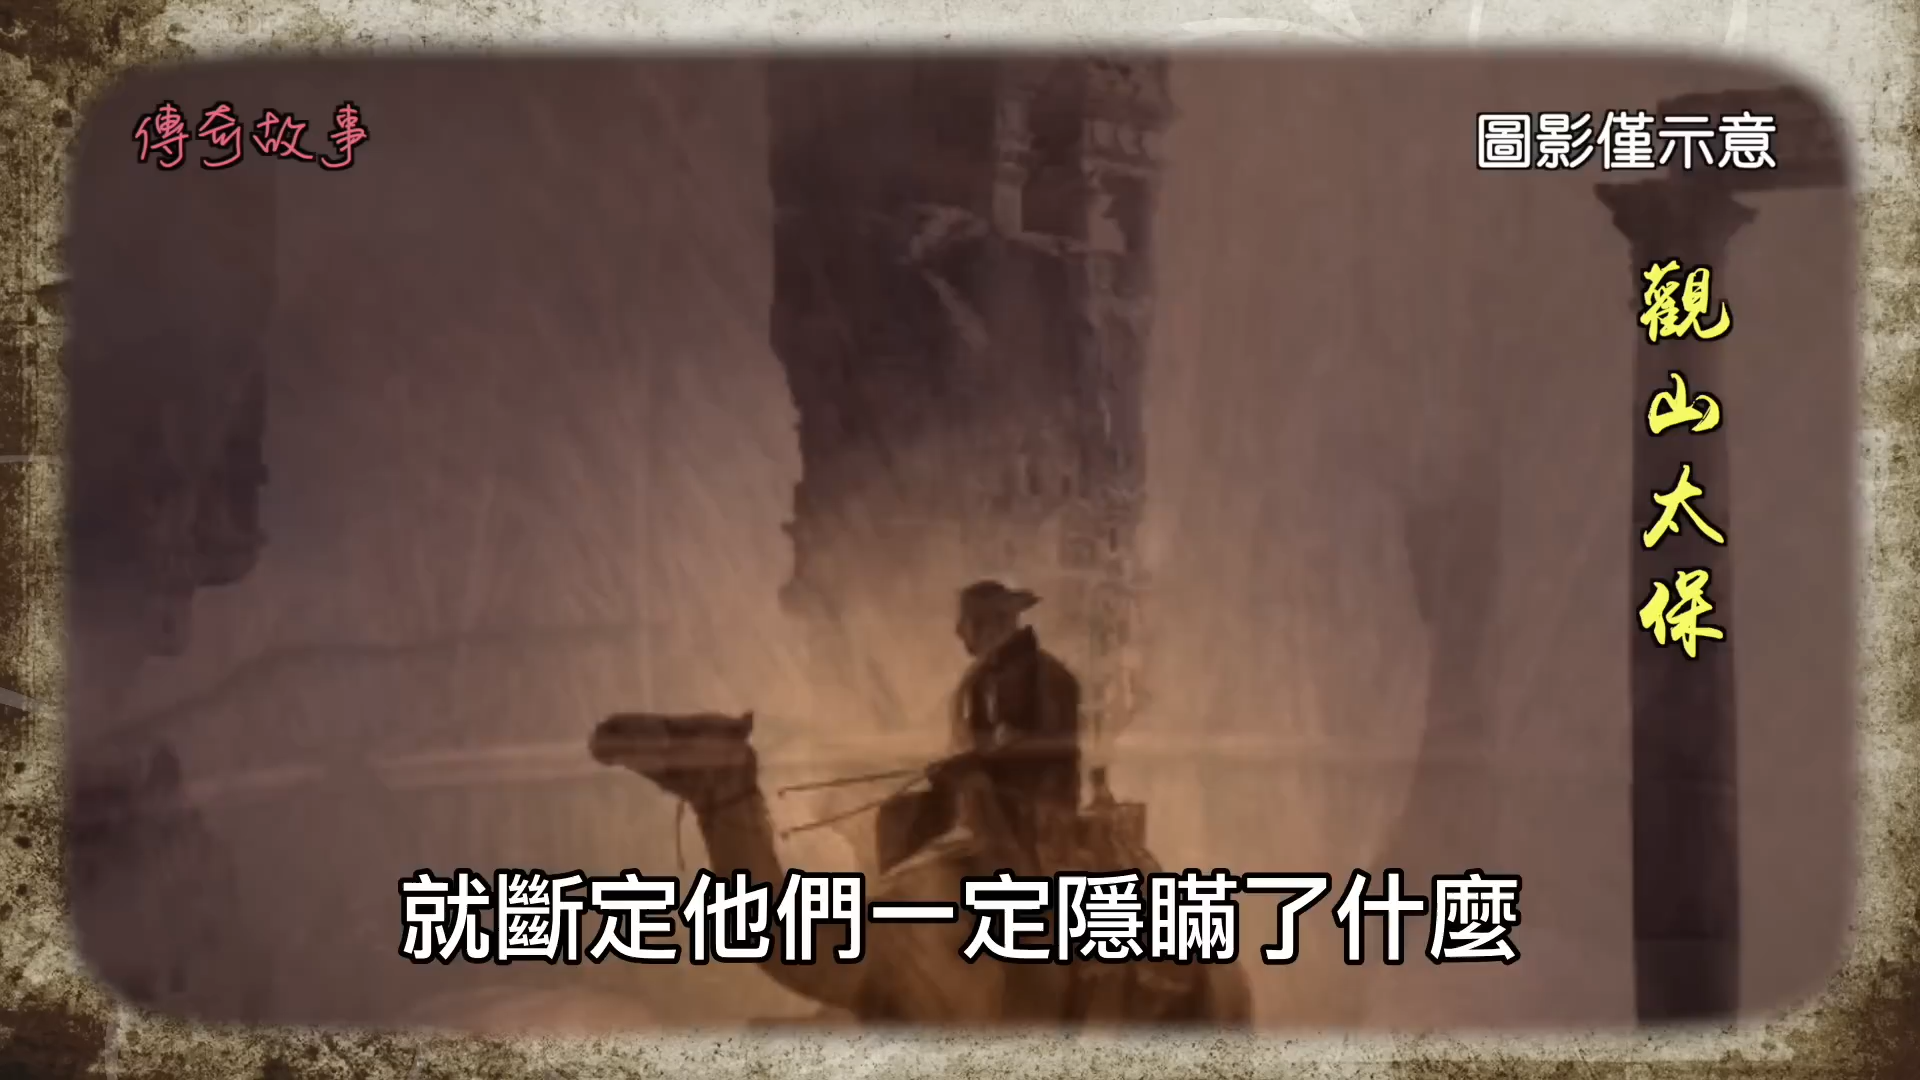 傳奇故事
圖影僅示意
觀山太保
就斷定他們一定隱瞞了什麼